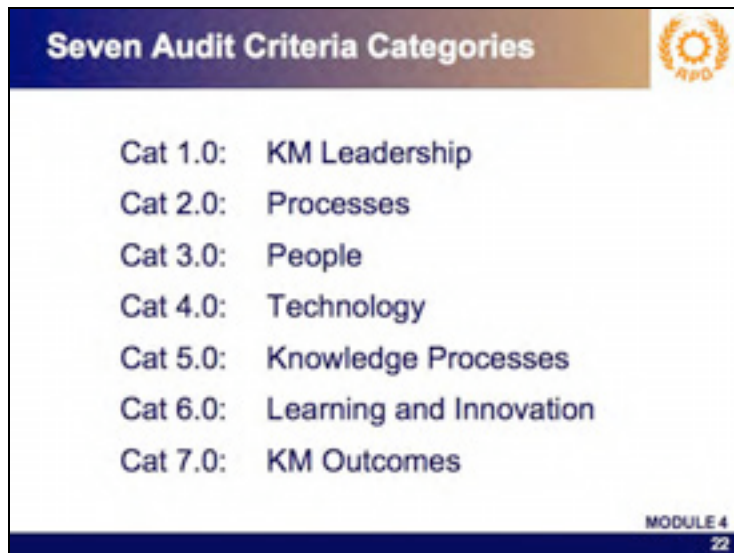 Seven Audit Criteria Categories
APO
Cat 1.0: KM Leadership
Cat 2.0: Processes
Cat 3.0: People
Cat 4.0: Technology
Cat 5.0: Knowledge Processes
Cat 6.0: Learning and Innovation
Cat 7.0: KM Outcomes
MODULE 4
22